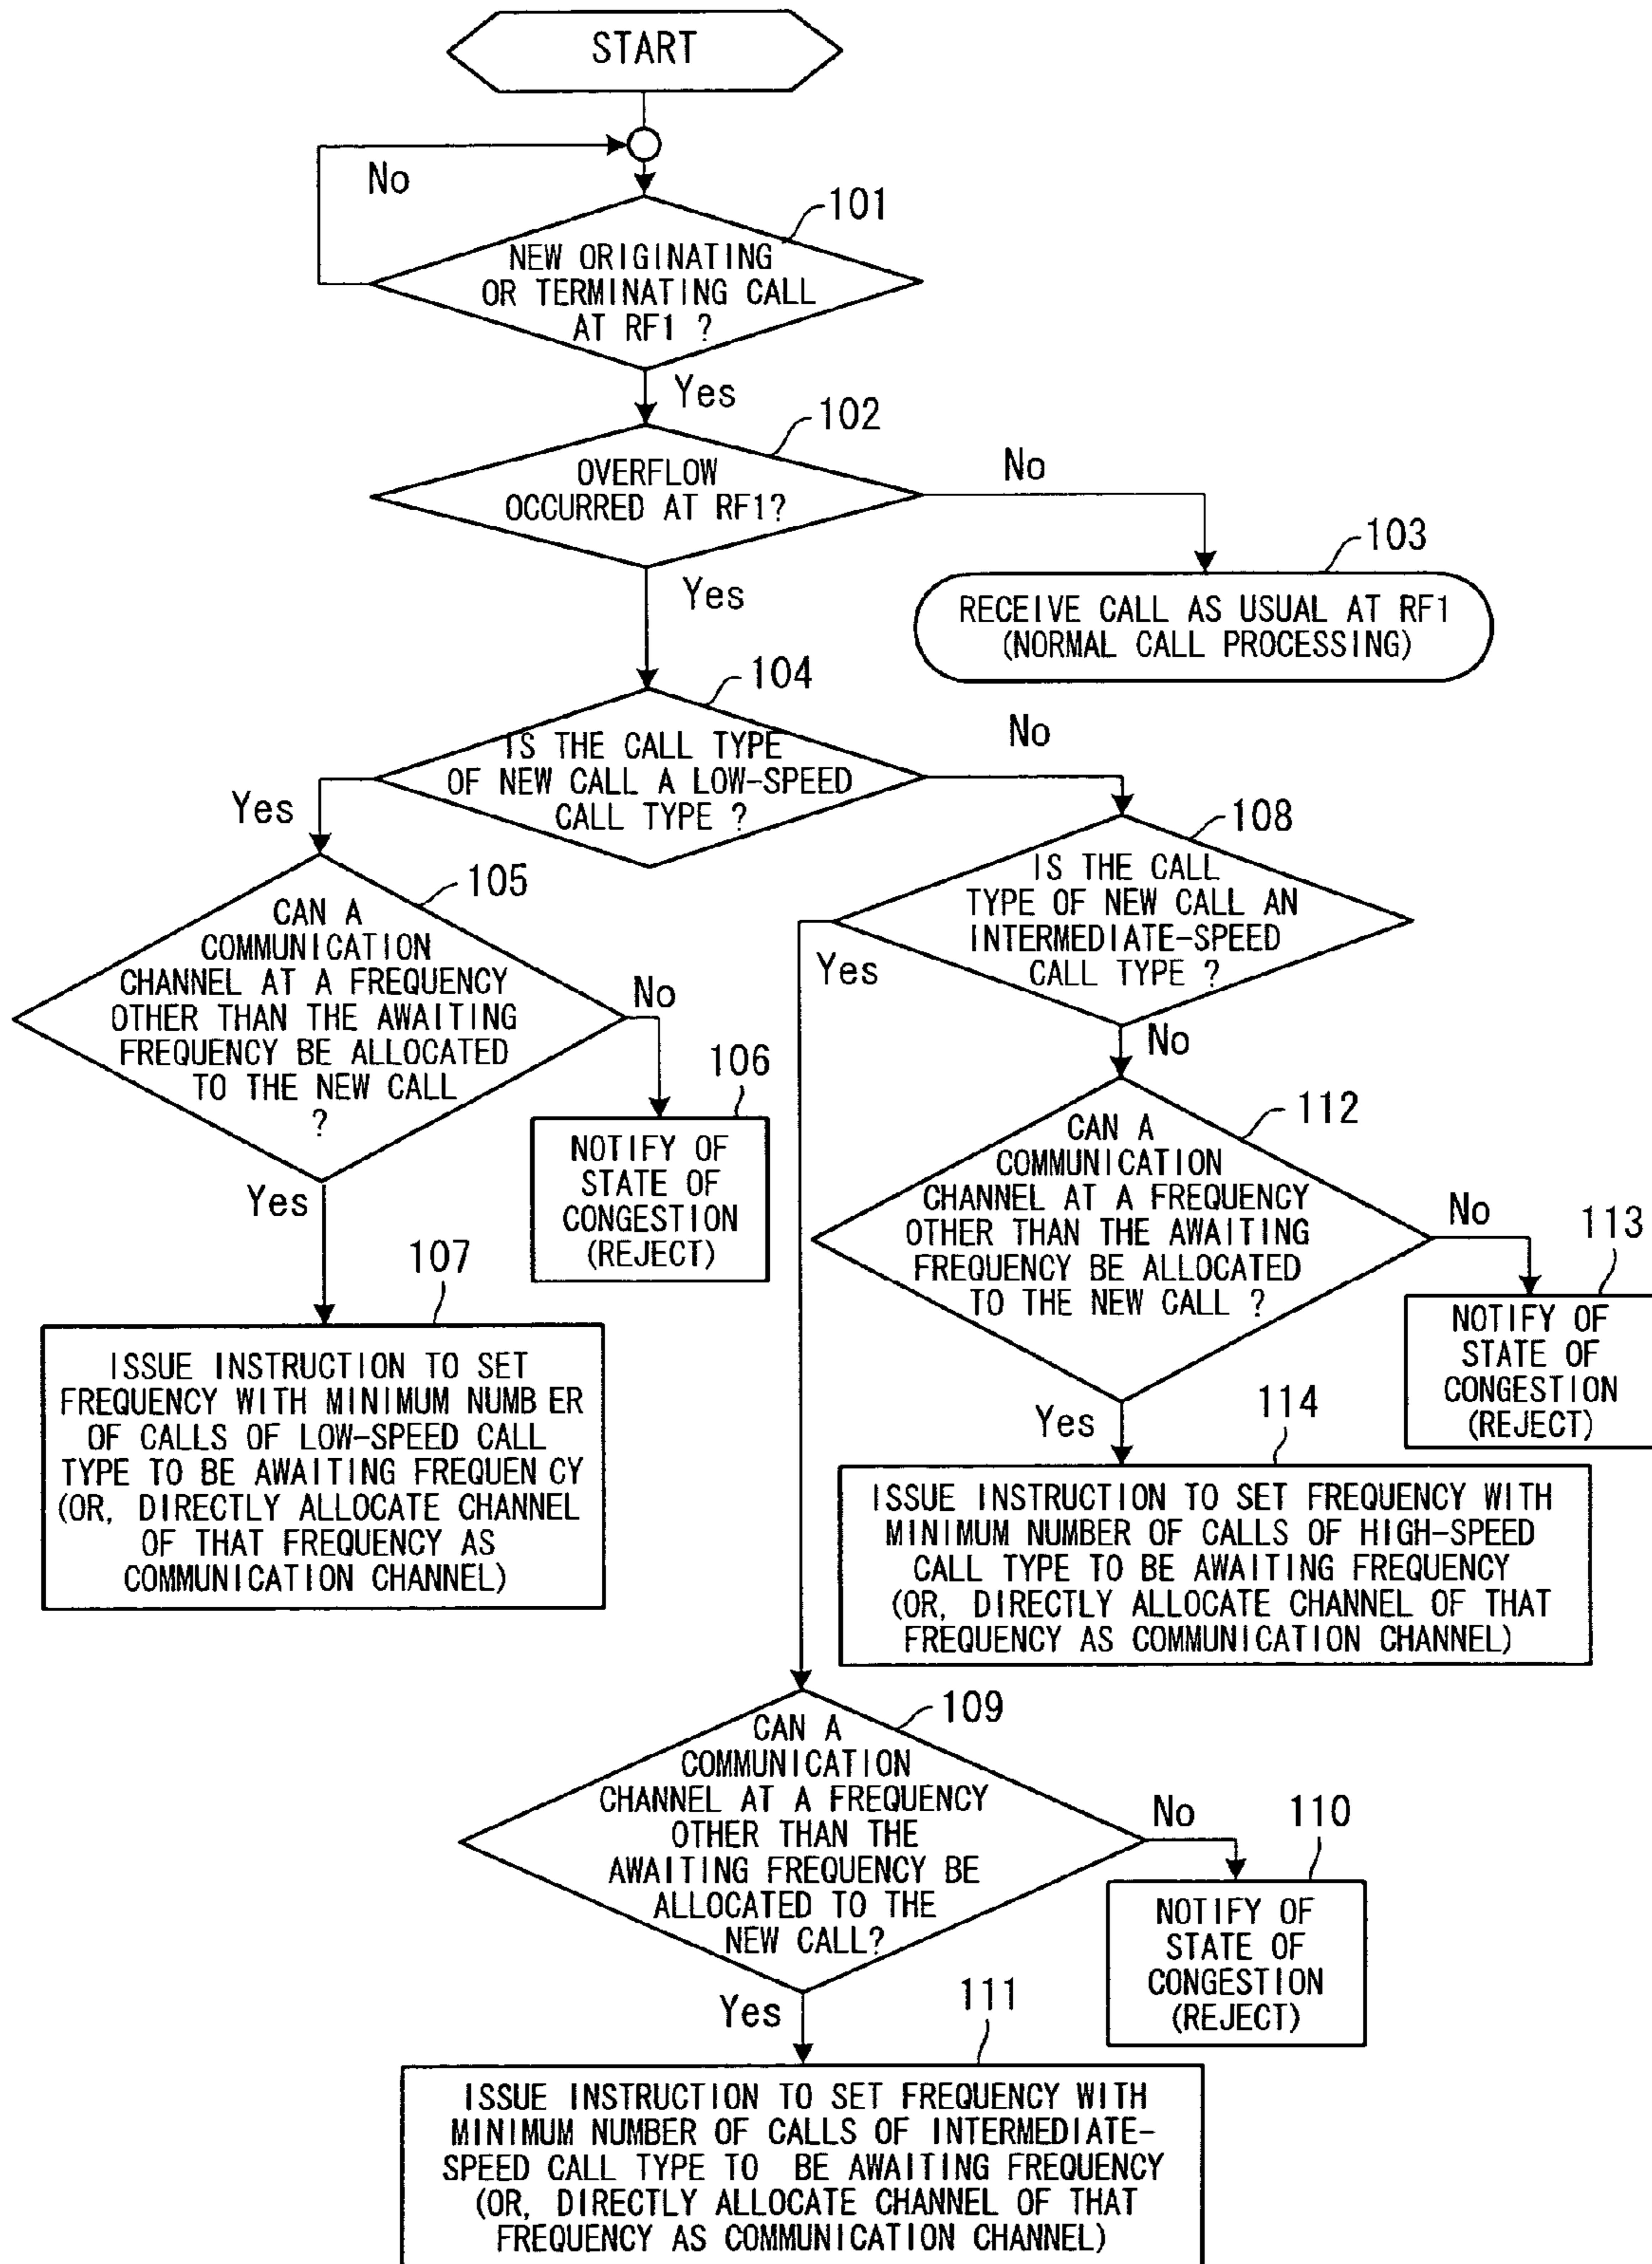 START
No
101
NEW ORIGINATING
OR TERMINATING CALL
AT RF1 ?
Yes
102
OVERFLOW
OCCURRED AT RF1?
No
103
RECEIVE CALL AS USUAL AT RF1
(NORMAL CALL PROCESSING)
Yes
104
IS THE CALL TYPE
OF NEW CALL A LOW-SPEED
CALL TYPE ?
No
Yes
105
CAN A
COMMUNICATION
CHANNEL AT A FREQUENCY
OTHER THAN THE AWAITING
FREQUENCY BE ALLOCATED
TO THE NEW CALL
?
No
106
NOTIFY OF
STATE OF
CONGESTION
(REJECT)
Yes
107
ISSUE INSTRUCTION TO SET
FREQUENCY WITH MINIMUM NUMBER
OF CALLS OF LOW-SPEED CALL
TYPE TO BE AWAITING FREQUENCY
(OR, DIRECTLY ALLOCATE CHANNEL
OF THAT FREQUENCY AS
COMMUNICATION CHANNEL)
108
IS THE CALL
TYPE OF NEW CALL AN
INTERMEDIATE-SPEED
CALL TYPE ?
Yes
No
112
CAN A
COMMUNICATION
CHANNEL AT A FREQUENCY
OTHER THAN THE AWAITING
FREQUENCY BE ALLOCATED
TO THE NEW CALL ?
No
113
NOTIFY OF
STATE OF
CONGESTION
(REJECT)
Yes
114
ISSUE INSTRUCTION TO SET FREQUENCY WITH
MINIMUM NUMBER OF CALLS OF HIGH-SPEED
CALL TYPE TO BE AWAITING FREQUENCY
(OR, DIRECTLY ALLOCATE CHANNEL OF THAT
FREQUENCY AS COMMUNICATION CHANNEL)
109
CAN A
COMMUNICATION
CHANNEL AT A FREQUENCY
OTHER THAN THE
AWAITING FREQUENCY BE
ALLOCATED TO THE
NEW CALL?
No
110
NOTIFY OF
STATE OF
CONGESTION
(REJECT)
Yes
111
ISSUE INSTRUCTION TO SET FREQUENCY WITH
MINIMUM NUMBER OF CALLS OF INTERMEDIATE-
SPEED CALL TYPE TO BE AWAITING FREQUENCY
(OR, DIRECTLY ALLOCATE CHANNEL OF THAT
FREQUENCY AS COMMUNICATION CHANNEL)